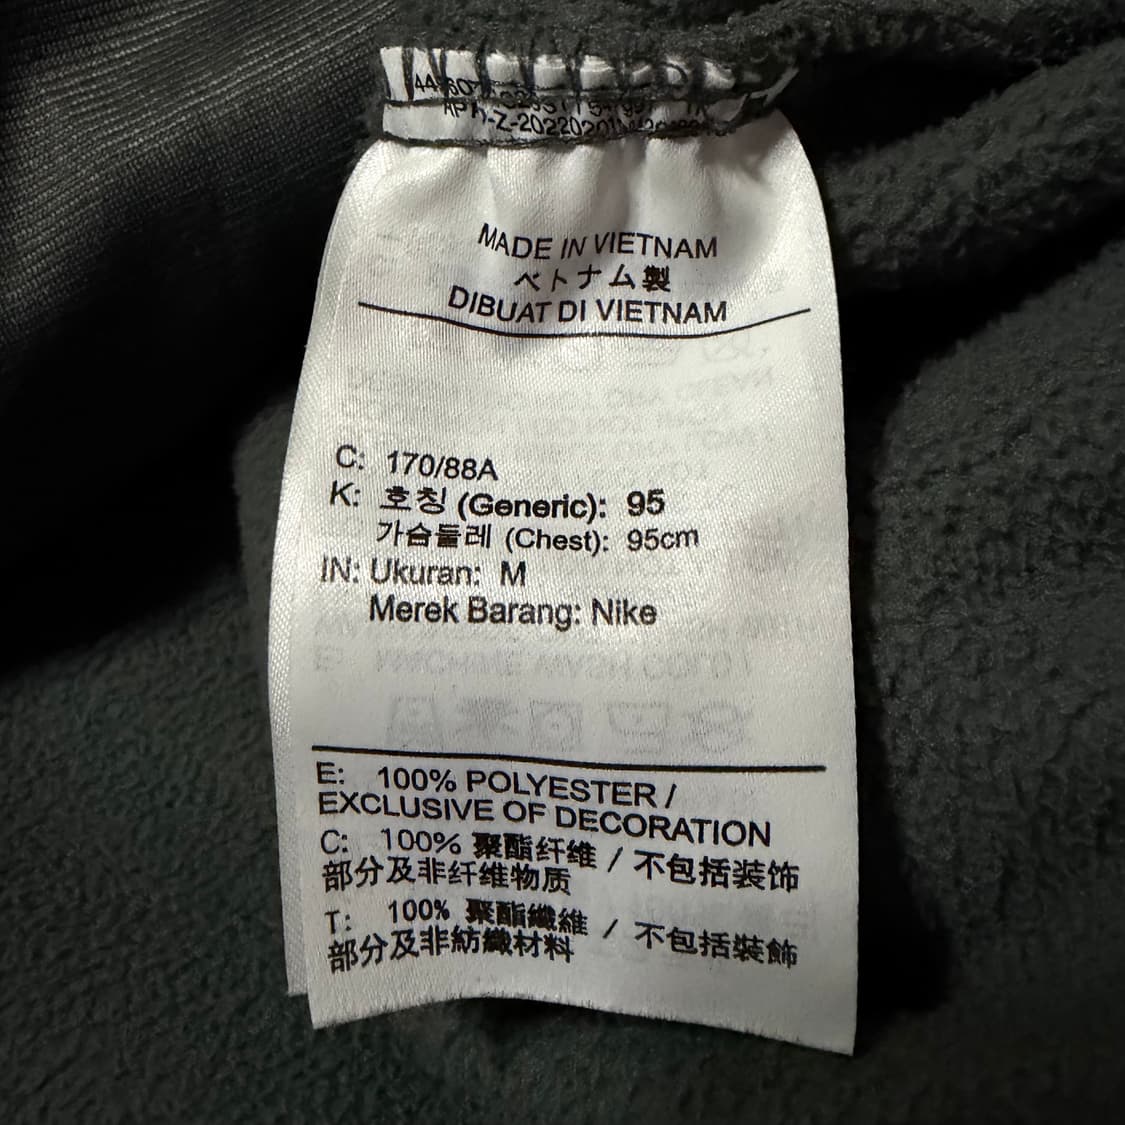 MADE IN VIETNAM
ベトナム製
DIBUAT DI VIETNAM
C: 170/88A
K: 호칭 (Generic): 95
가슴둘레 (Chest): 95cm
IN: Ukuran: M
Merek Barang: Nike
E: 100% POLYESTER /
EXCLUSIVE OF DECORATION
C: 100% 聚酯纤维 / 不包括装饰
部分及非纤维物质
T: 100% 聚酯纖維 / 不包括裝飾
部分及非紡織材料